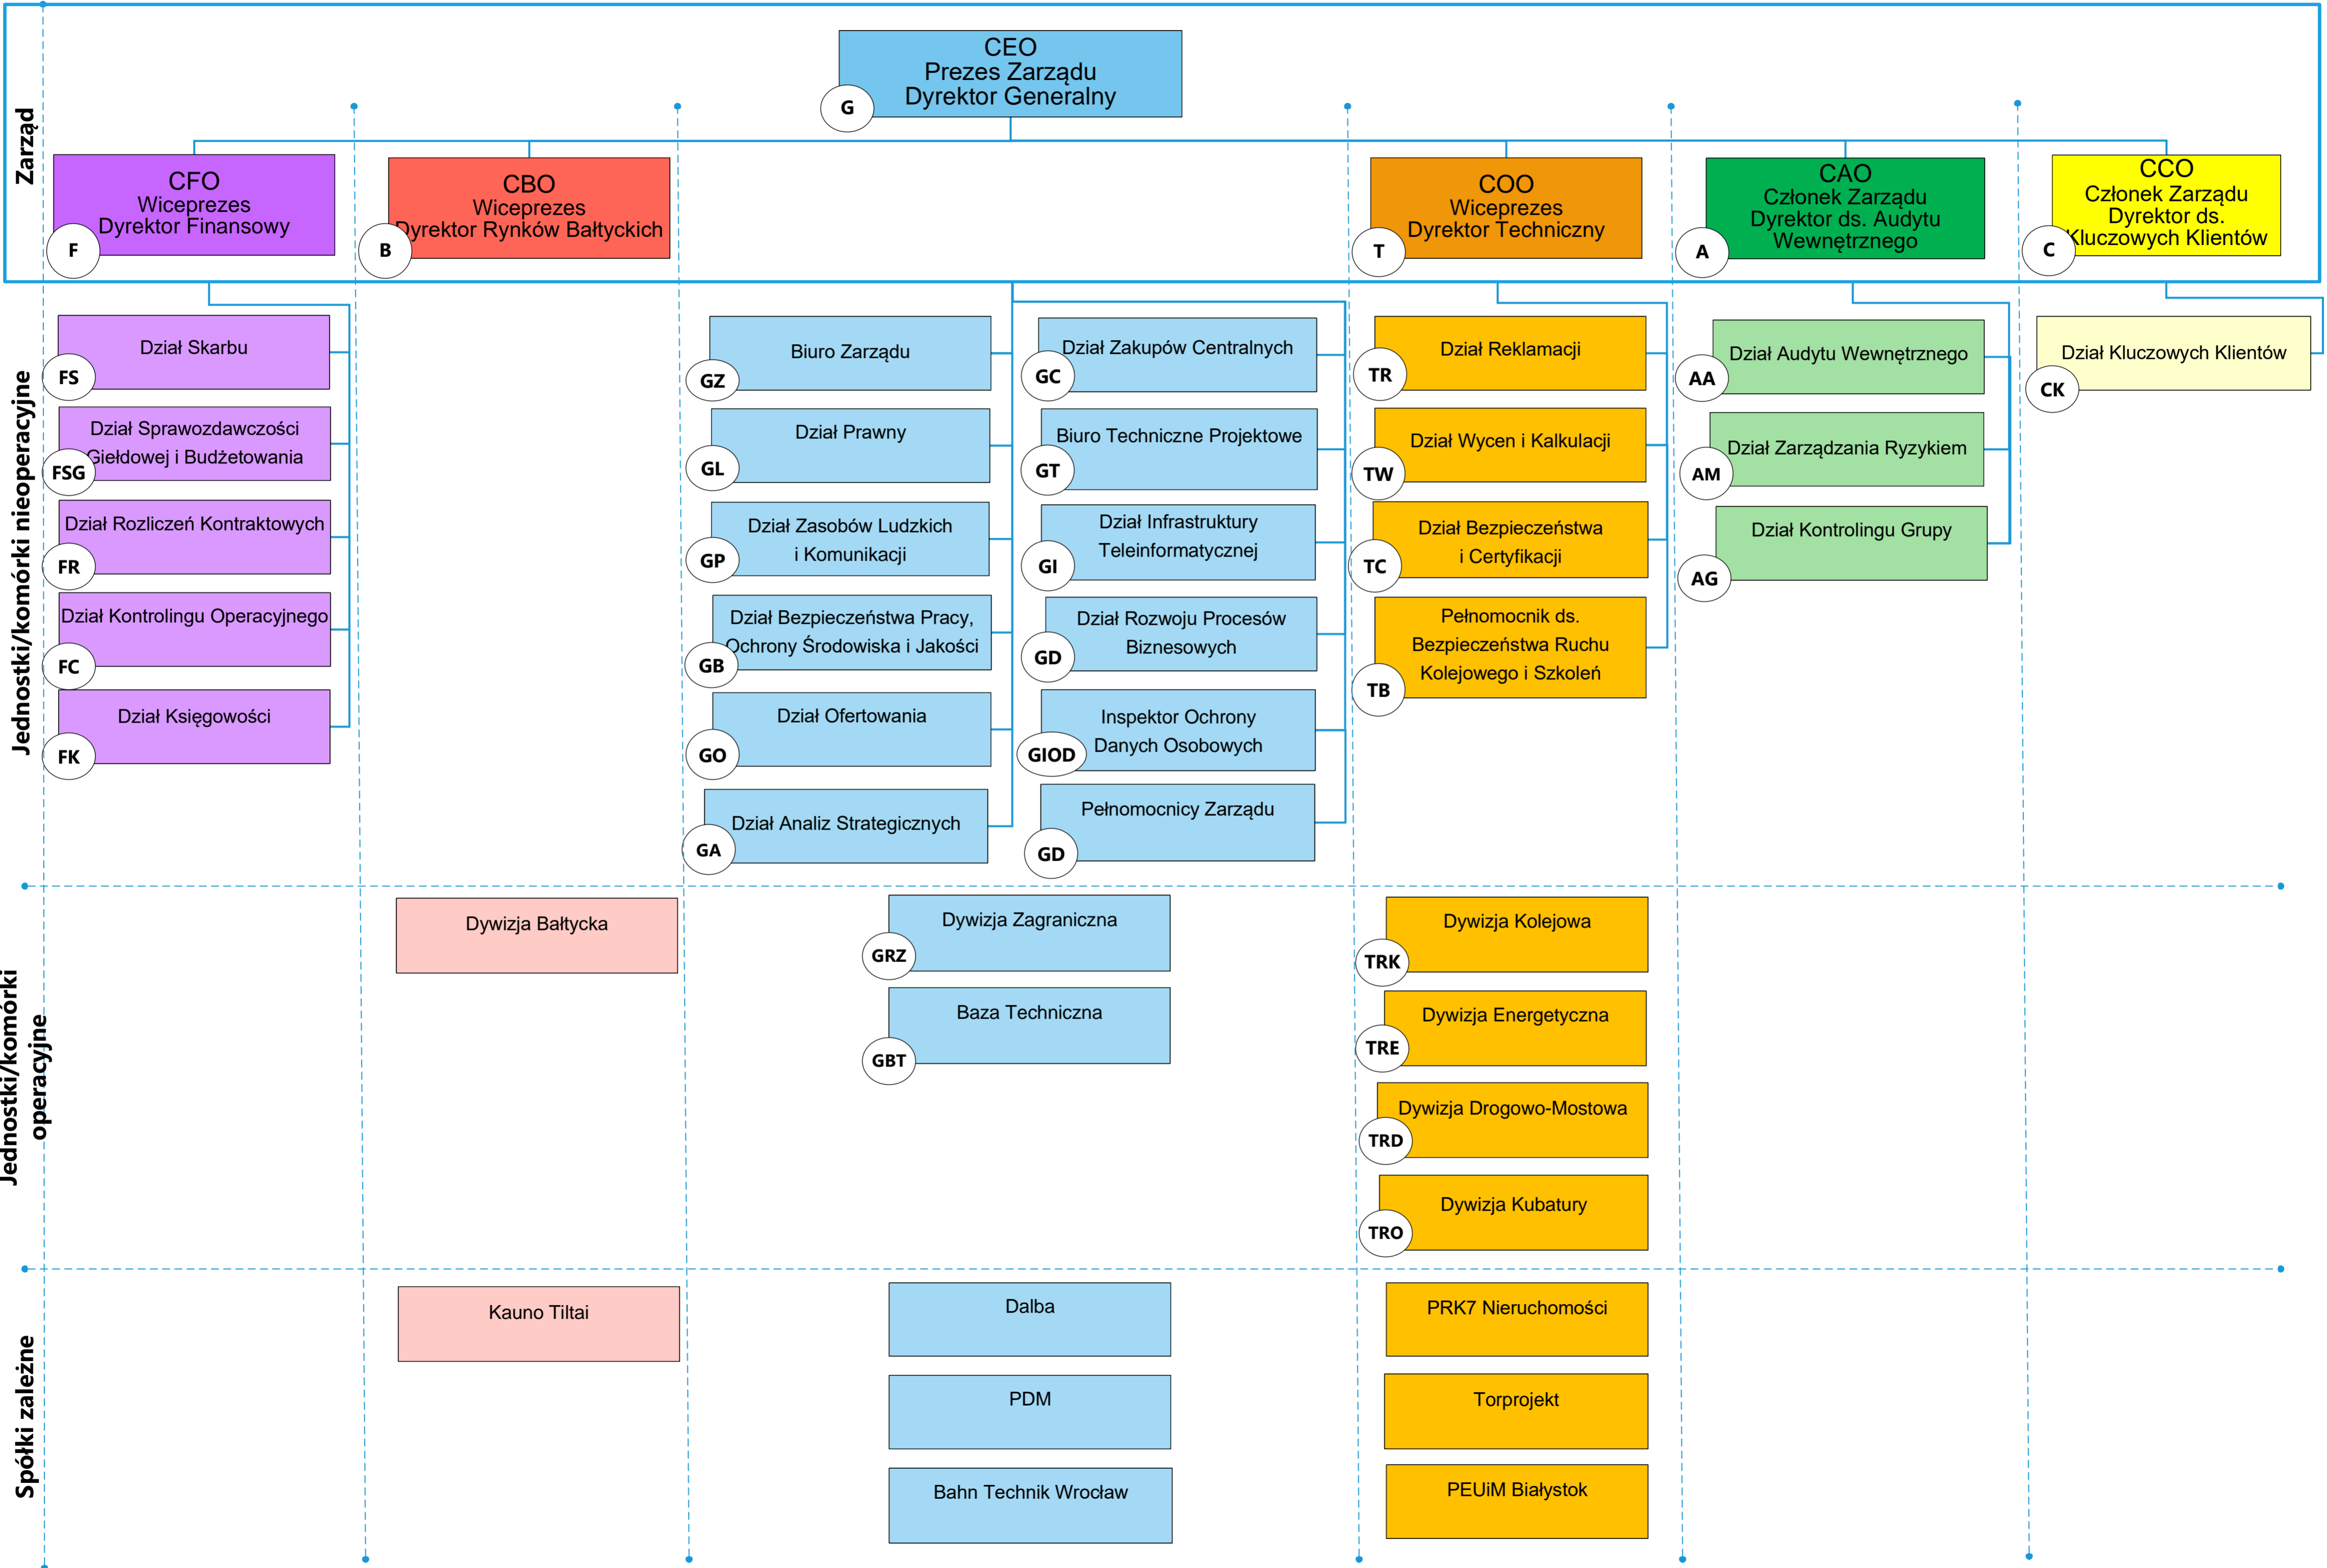 Zarząd
CEO
Prezes Zarządu
Dyrektor Generalny
G
CFO
Wiceprezes
Dyrektor Finansowy
F
CBO
Wiceprezes
Dyrektor Rynków Bałtyckich
B
COO
Wiceprezes
Dyrektor Techniczny
T
CAO
Członek Zarządu
Dyrektor ds. Audytu
Wewnętrznego
A
CCO
Członek Zarządu
Dyrektor ds.
Kluczowych Klientów
C
Jednostki/komórki nieoperacyjne
Dział Skarbu
FS
Dział Sprawozdawczości
Giełdowej i Budżetowania
FSG
Dział Rozliczeń Kontraktowych
FR
Dział Kontrolingu Operacyjnego
FC
Dział Księgowości
FK
Biuro Zarządu
GZ
Dział Prawny
GL
Dział Zasobów Ludzkich
i Komunikacji
GP
Dział Bezpieczeństwa Pracy,
Ochrony Środowiska i Jakości
GB
Dział Ofertowania
GO
Dział Analiz Strategicznych
GA
Dział Zakupów Centralnych
GC
Biuro Techniczne Projektowe
GT
Dział Infrastruktury
Teleinformatycznej
GI
Dział Rozwoju Procesów
Biznesowych
GD
Inspektor Ochrony
Danych Osobowych
GIOD
Pełnomocnicy Zarządu
GD
Dział Reklamacji
TR
Dział Wycen i Kalkulacji
TW
Dział Bezpieczeństwa
i Certyfikacji
TC
Pełnomocnik ds.
Bezpieczeństwa Ruchu
Kolejowego i Szkoleń
TB
Dział Audytu Wewnętrznego
AA
Dział Zarządzania Ryzykiem
AM
Dział Kontrolingu Grupy
AG
Dział Kluczowych Klientów
CK
Jednostki/komórki
operacyjne
Dywizja Bałtycka
Dywizja Zagraniczna
GRZ
Baza Techniczna
GBT
Dywizja Kolejowa
TRK
Dywizja Energetyczna
TRE
Dywizja Drogowo-Mostowa
TRD
Dywizja Kubatury
TRO
Spółki zależne
Kauno Tiltai
Dalba
PDM
Bahn Technik Wrocław
PRK7 Nieruchomości
Torprojekt
PEUiM Białystok